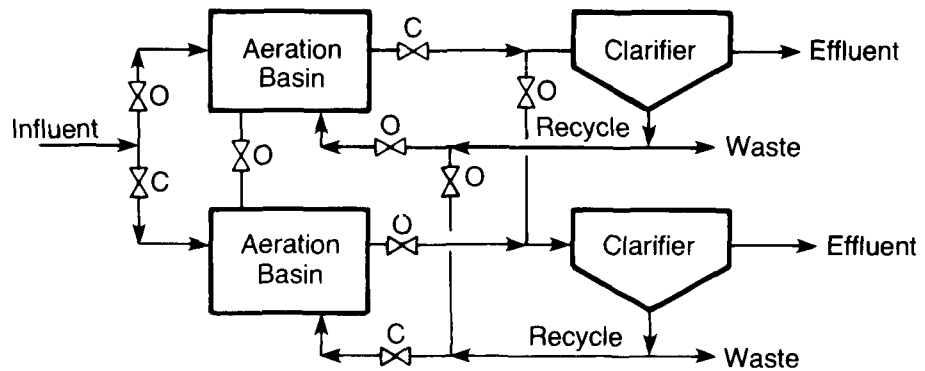 C
Aeration
Basin
Clarifier
Effluent
O
O
Influent
O
Recycle
Waste
O
C
O
O
Aeration
Basin
Clarifier
Effluent
C
Recycle
Waste